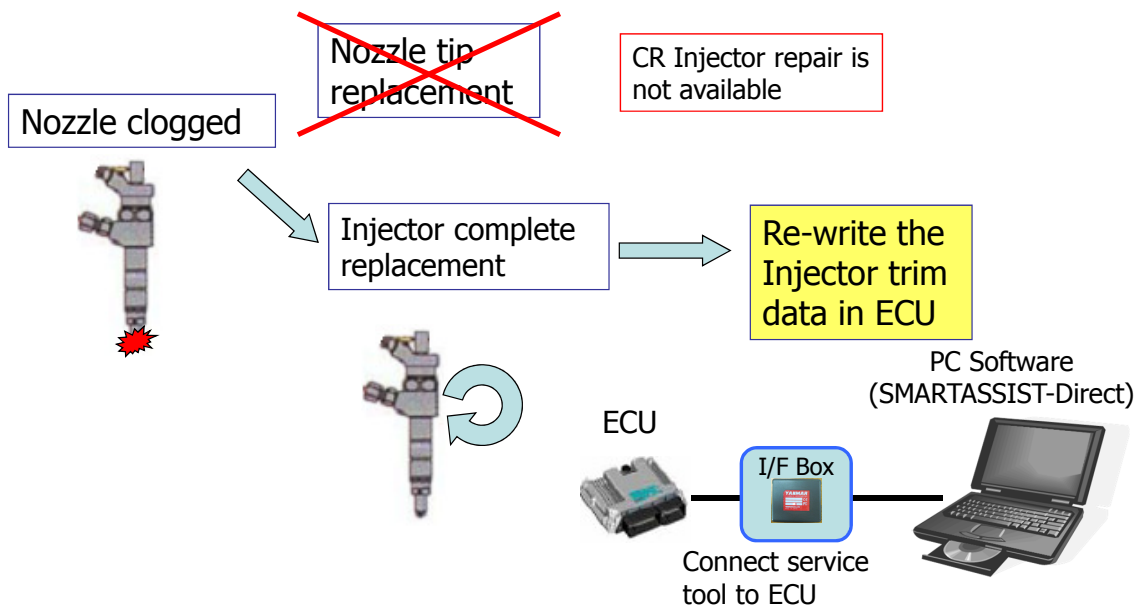 Nozzle tip
replacement
CR Injector repair is
not available
Nozzle clogged
Injector complete
replacement
Re-write the
Injector trim
data in ECU
PC Software
(SMARTASSIST-Direct)
ECU
I/F Box
YANMAR
Connect service
tool to ECU